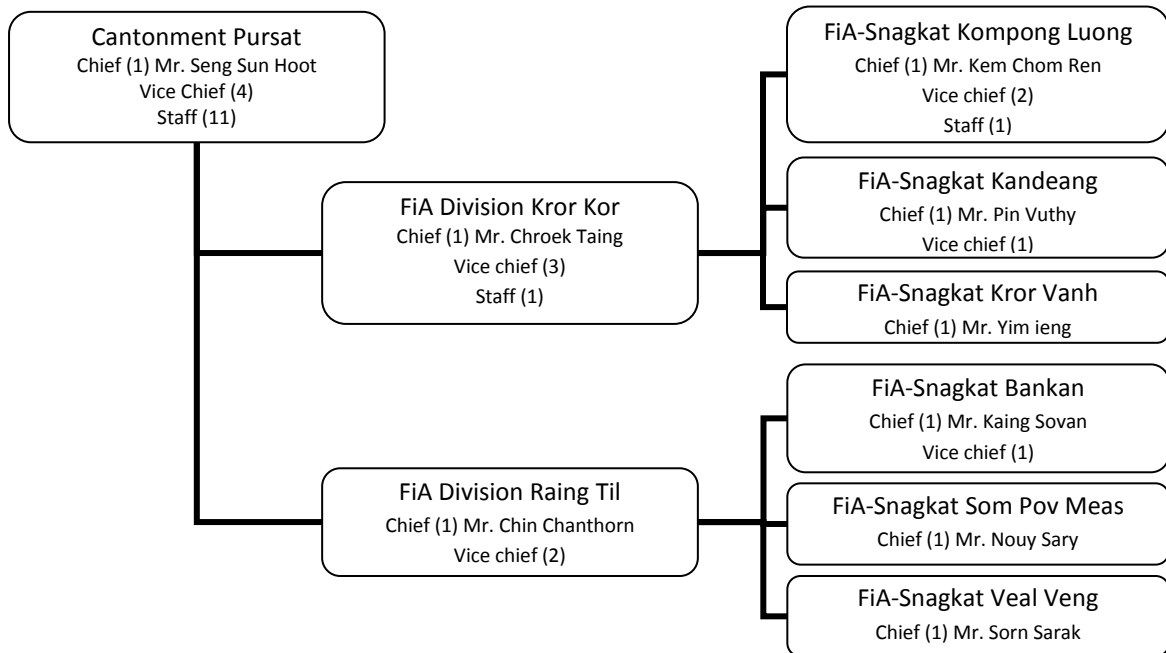 Cantonment Pursat
Chief (1) Mr. Seng Sun Hoot
Vice Chief (4)
Staff (11)
FiA Division Kror Kor
Chief (1) Mr. Chroek Taing
Vice chief (3)
Staff (1)
FiA-Snagkat Kompong Luong
Chief (1) Mr. Kem Chom Ren
Vice chief (2)
Staff (1)
FiA-Snagkat Kandeang
Chief (1) Mr. Pin Vuthy
Vice chief (1)
FiA-Snagkat Kror Vanh
Chief (1) Mr. Yim ieng
FiA Division Raing Til
Chief (1) Mr. Chin Chanthorn
Vice chief (2)
FiA-Snagkat Bankan
Chief (1) Mr. Kaing Sovan
Vice chief (1)
FiA-Snagkat Som Pov Meas
Chief (1) Mr. Nouy Sary
FiA-Snagkat Veal Veng
Chief (1) Mr. Sorn Sarak